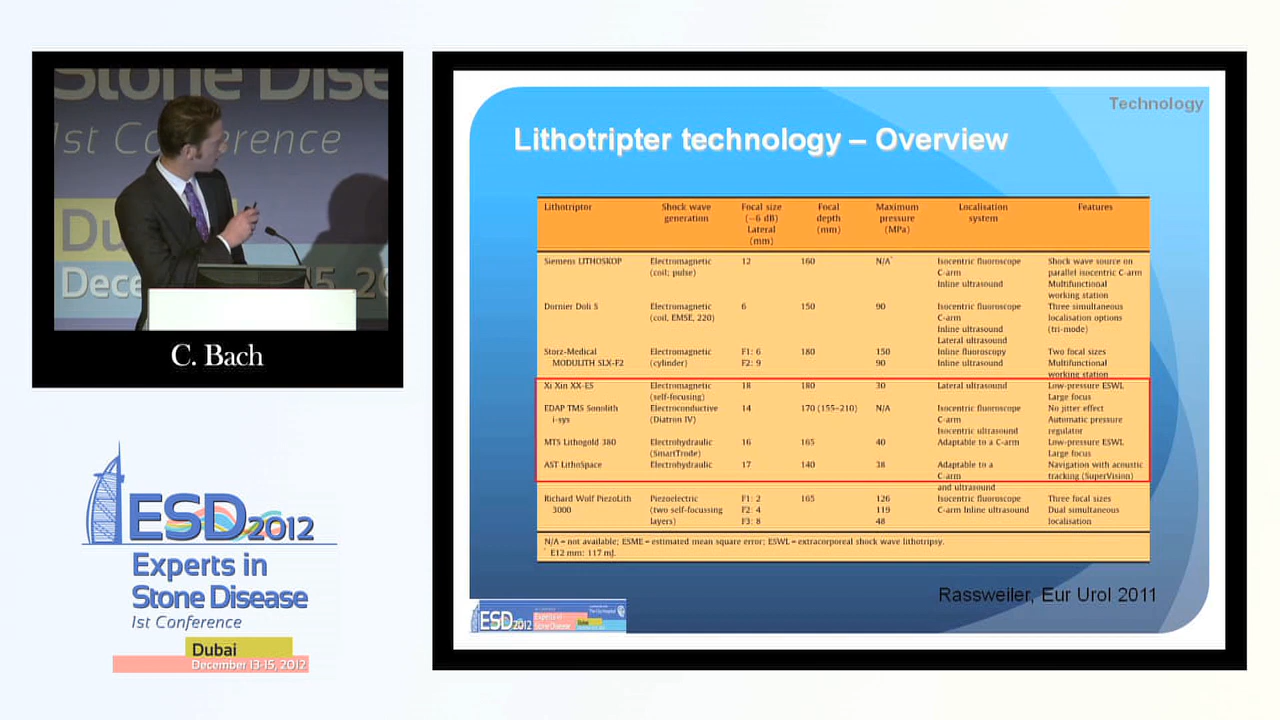 Stone Dise
1st Conference
Du
Dece 15, 20
C. Bach
ESD2012
Experts in
Stone Disease
1st Conference
Dubai
December 13-15, 2012
Technology
Lithotripter technology – Overview
Lithotriptor Shock wave generation Focal size (−6 dB) Lateral (mm) Focal depth (mm) Maximum pressure (MPa) Localisation system Features
Siemens LITHOSKOP Electromagnetic 12 160 N/A* Isocentric fluoroscope Shock wave source on
(coil; pulse) C-arm parallel isocentric C-arm
Inline ultrasound Multifunctional
working station
Dornier Doli S Electromagnetic 6 150 90 Isocentric fluoroscope Three simultaneous
(coil, EMSE, 220) C-arm localisation options
Inline ultrasound (tri-mode)
Lateral ultrasound
Storz-Medical Electromagnetic F1: 6 180 150 Inline fluoroscopy Two focal sizes
MODULITH SLX-F2 (cylinder) F2: 9 90 Inline ultrasound Multifunctional
working station
Xi Xin XX-ES Electromagnetic 18 180 30 Lateral ultrasound Low-pressure ESWL
(self-focusing) Large focus
EDAP TMS Sonolith Electroconductive 14 170 (155–210) N/A Isocentric fluoroscope No jitter effect
i-sys (Diatron IV) C-arm Automatic pressure
Isocentric ultrasound regulator
MTS Lithogold 380 Electrohydraulic 16 165 40 Adaptable to a C-arm Low-pressure ESWL
(SmartTrode) Large focus
AST LithoSpace Electrohydraulic 17 140 38 Adaptable to a Navigation with acoustic
C-arm tracking (SuperVision)
and ultrasound
Richard Wolf PiezoLith Piezoelectric F1: 2 165 126 Isocentric fluoroscope Three focal sizes
3000 (two self-focussing F2: 4 119 C-arm Inline ultrasound Dual simultaneous
layers) F3: 8 48 localisation
N/A = not available; ESME = estimated mean square error; ESWL = extracorporeal shock wave lithotripsy.
* E12 mm: 117 mJ.
Rassweiler, Eur Urol 2011
ESD2012
Experts in
Stone Disease
Dubai